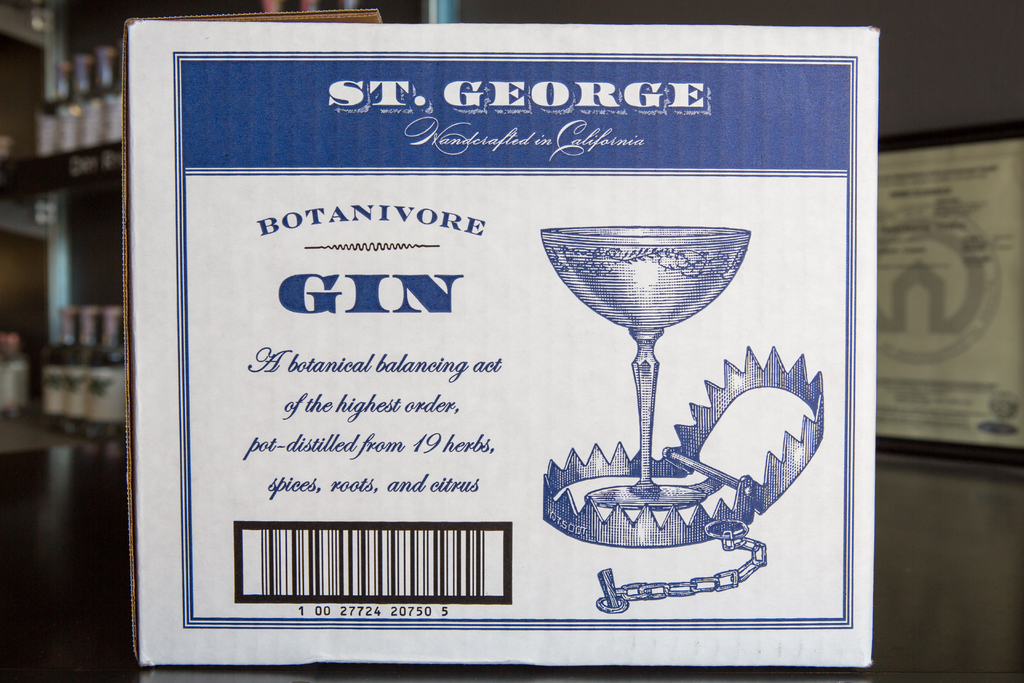 ST. GEORGE
Handcrafted in California
BOTANIVORE
GIN
A botanical balancing act
of the highest order,
pot-distilled from 19 herbs,
spices, roots, and citrus
1 00 27724 20750 5